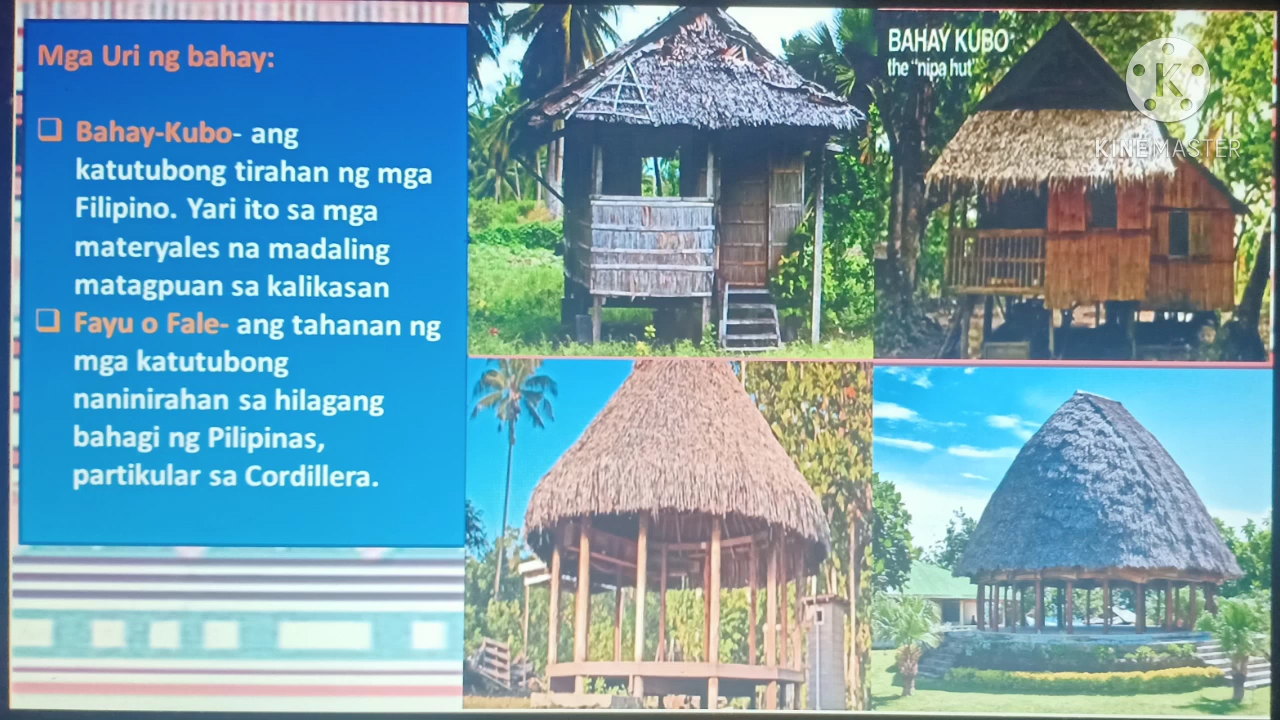 Mga Uri ng bahay:
❑ Bahay-Kubo- ang
katutubong tirahan ng mga
Filipino. Yari ito sa mga
materyales na madaling
matagpuan sa kalikasan
❑ Fayu o Fale- ang tahanan ng
mga katutubong
naninirahan sa hilagang
bahagi ng Pilipinas,
partikular sa Cordillera.
BAHAY KUBO
the "nipa hut"
K
KINEMASTER